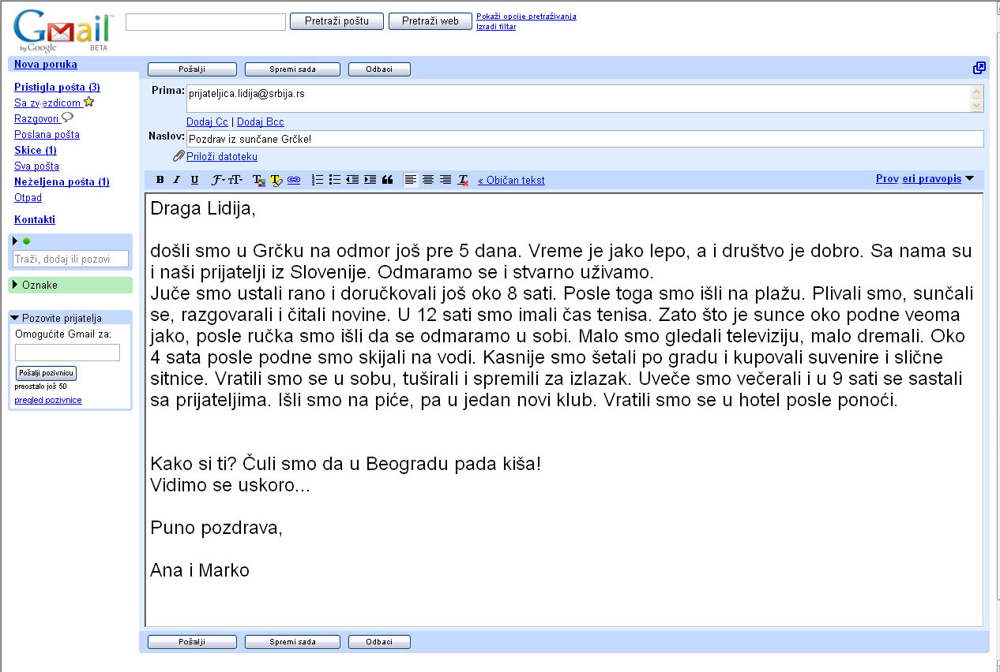 Gmail™
by Google BETA
Pretraži poštu
Pretraži web
Pokaži opcije pretraživanja
Izradi filtar
Nova poruka
Pristigla pošta (3)
Sa zvjezdicom
Razgovori
Poslana pošta
Skice (1)
Sva pošta
Neželjena pošta (1)
Otpad
Kontakti
Traži, dodaj ili pozovi
Oznake
Pozovite prijatelja
Omogućite Gmail za:
Pošalji pozivnicu
preostalo još 50
pregled pozivnice
Pošalji Spremi sada Odbaci
Prima: prijateljica.lidija@srbija.rs
Dodaj Cc | Dodaj Bcc
Naslov: Pozdrav iz sunčane Grčke!
Priloži datoteku
B I U « Običan tekst Prov eri pravopis
Draga Lidija,
došli smo u Grčku na odmor još pre 5 dana. Vreme je jako lepo, a i društvo je dobro. Sa nama su
i naši prijatelji iz Slovenije. Odmaramo se i stvarno uživamo.
Juče smo ustali rano i doručkovali još oko 8 sati. Posle toga smo išli na plažu. Plivali smo, sunčali
se, razgovarali i čitali novine. U 12 sati smo imali čas tenisa. Zato što je sunce oko podne veoma
jako, posle ručka smo išli da se odmaramo u sobi. Malo smo gledali televiziju, malo dremali. Oko
4 sata posle podne smo skijali na vodi. Kasnije smo šetali po gradu i kupovali suvenire i slične
sitnice. Vratili smo se u sobu, tuširali i spremili za izlazak. Uveče smo večerali i u 9 sati se sastali
sa prijateljima. Išli smo na piće, pa u jedan novi klub. Vratili smo se u hotel posle ponoći.
Kako si ti? Čuli smo da u Beogradu pada kiša!
Vidimo se uskoro...
Puno pozdrava,
Ana i Marko
Pošalji Spremi sada Odbaci